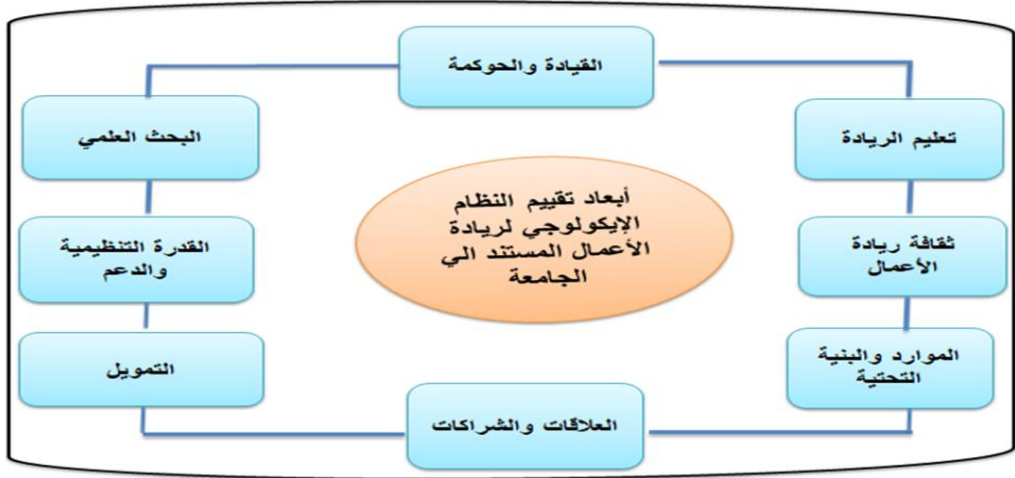 القيادة والحوكمة
تعليم الريادة
البحث العلمي
أبعاد تقييم النظام
الإيكولوجي لريادة
الأعمال المستند الي
الجامعة
ثقافة ريادة
الأعمال
القدرة التنظيمية
والدعم
الموارد والبنية
التحتية
التمويل
العلاقات والشراكات